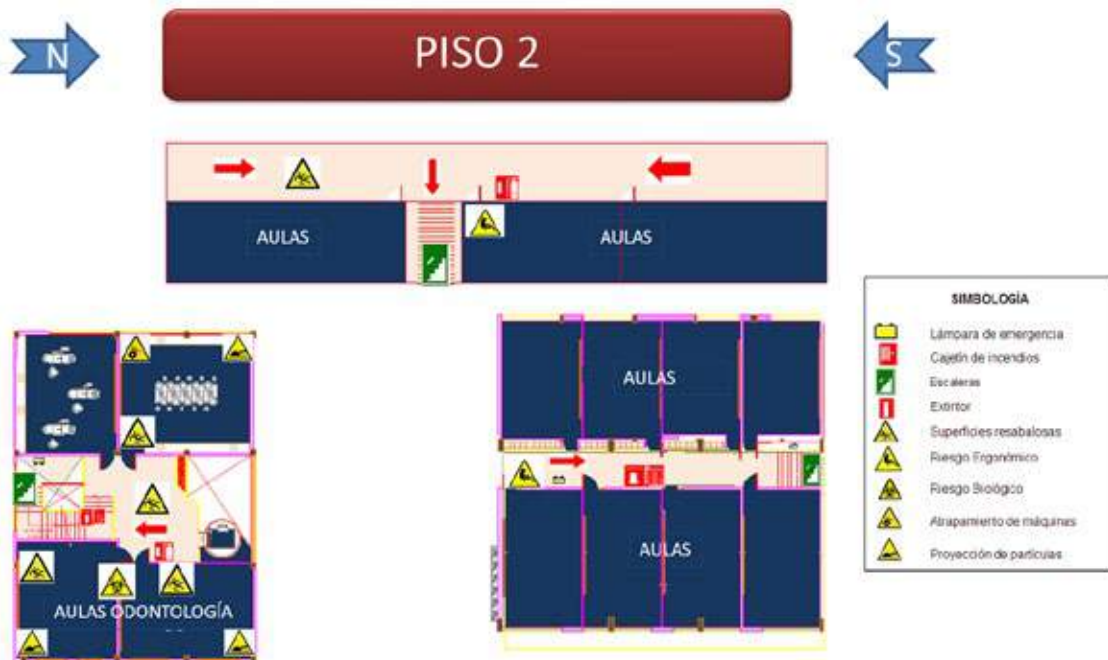 N
PISO 2
S
AULAS
AULAS
SIMBOLOGÍA
Lámpara de emergencia
Cajetín de incendios
Escaleras
Extintor
Superficies resabalosas
Riesgo Ergonómico
Riesgo Biológico
Atrapamiento de máquinas
Proyección de partículas
AULAS
AULAS
AULAS ODONTOLOGÍA